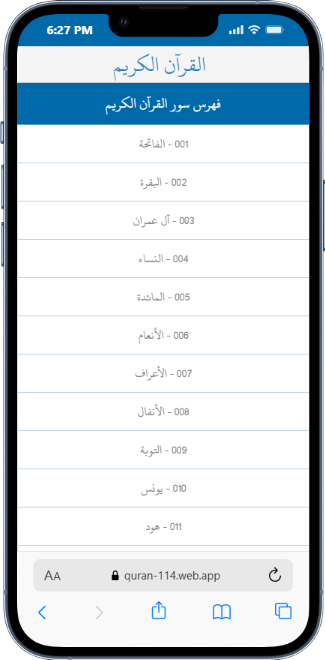 6:27 PM
القرآن الكريم
فهرس سور القرآن الكريم
001 - الفاتحة
002 - البقرة
003 - آل عمران
004 - النساء
005 - المائدة
006 - الأنعام
007 - الأعراف
008 - الأنفال
009 - التوبة
010 - يونس
011 - هود
AA quran-114.web.app